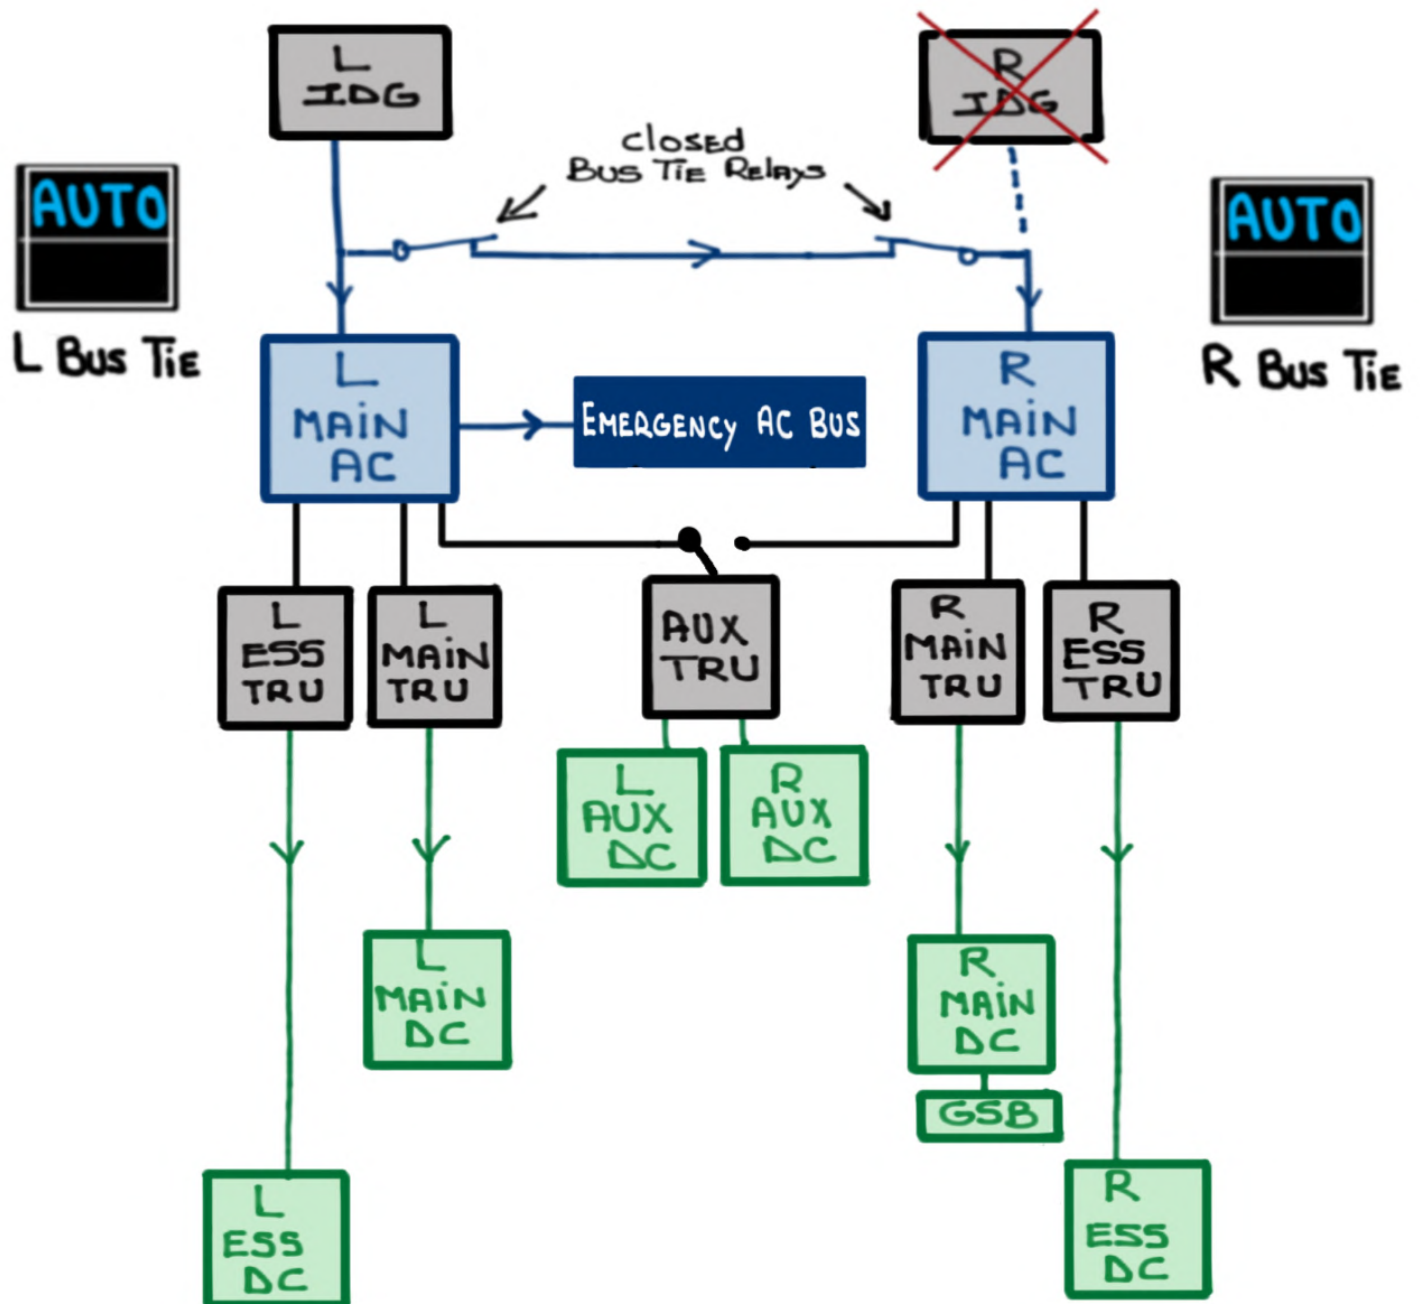 L
IDG
R
IDG
Closed
Bus Tie Relays
AUTO
L Bus Tie
AUTO
R Bus Tie
L
MAiN
AC
EMERGENCY AC BUS
R
MAiN
AC
L
ESS
TRU
L
MAiN
TRU
AUX
TRU
R
MAiN
TRU
R
ESS
TRU
L
AUX
DC
R
AUX
DC
L
MAiN
DC
R
MAiN
DC
GSB
L
ESS
DC
R
ESS
DC